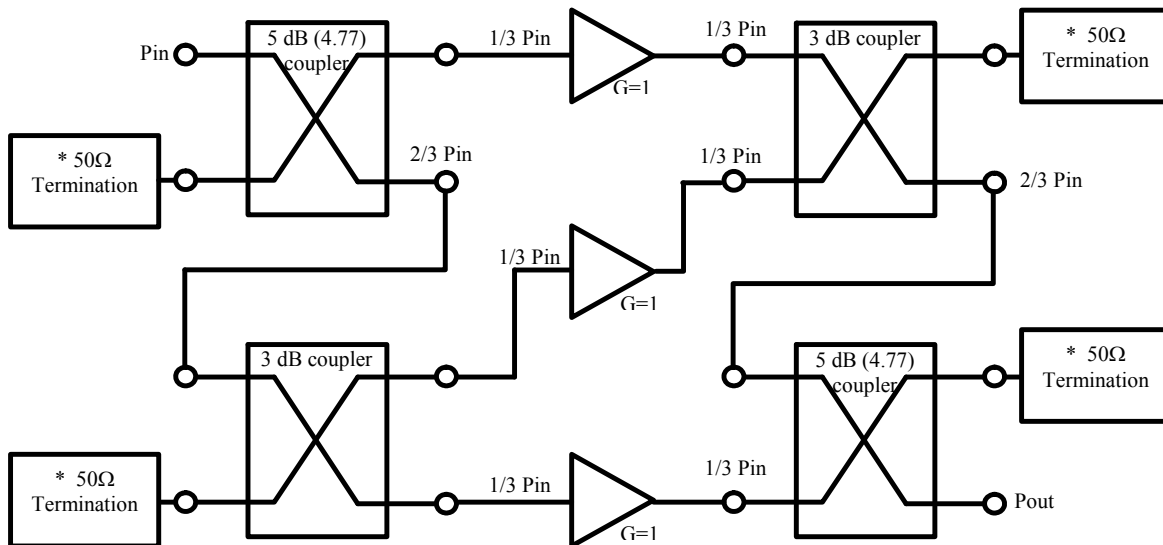 5 dB (4.77)
coupler
3 dB coupler
* 50Ω
Termination
Pin
1/3 Pin
1/3 Pin
G=1
* 50Ω
Termination
2/3 Pin
1/3 Pin
2/3 Pin
1/3 Pin
G=1
3 dB coupler
5 dB (4.77)
coupler
* 50Ω
Termination
* 50Ω
Termination
1/3 Pin
1/3 Pin
Pout
G=1